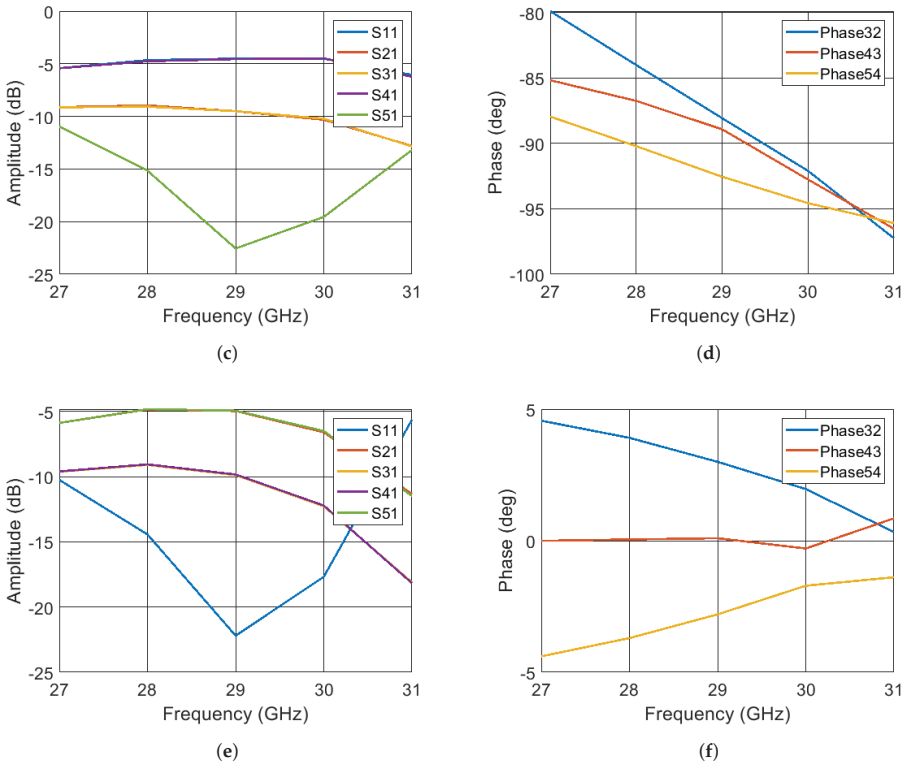 0
-5
-10
-15
-20
-25
Amplitude (dB)
S11
S21
S31
S41
S51
27 28 29 30 31
Frequency (GHz)
(c)
-80
-85
-90
-95
-100
Phase (deg)
Phase32
Phase43
Phase54
27 28 29 30 31
Frequency (GHz)
(d)
-5
-10
-15
-20
-25
Amplitude (dB)
S11
S21
S31
S41
S51
27 28 29 30 31
Frequency (GHz)
(e)
5
0
-5
Phase (deg)
Phase32
Phase43
Phase54
27 28 29 30 31
Frequency (GHz)
(f)